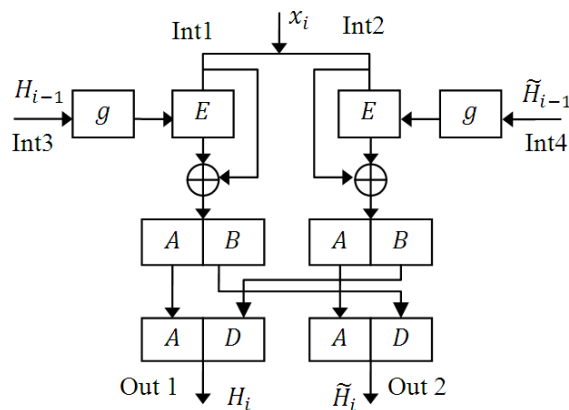 x_i
Int1 Int2
H_{i-1} g E E g H̃_{i-1}
Int3 Int4
A B A B
A D A D
Out 1 H_i H̃_i Out 2